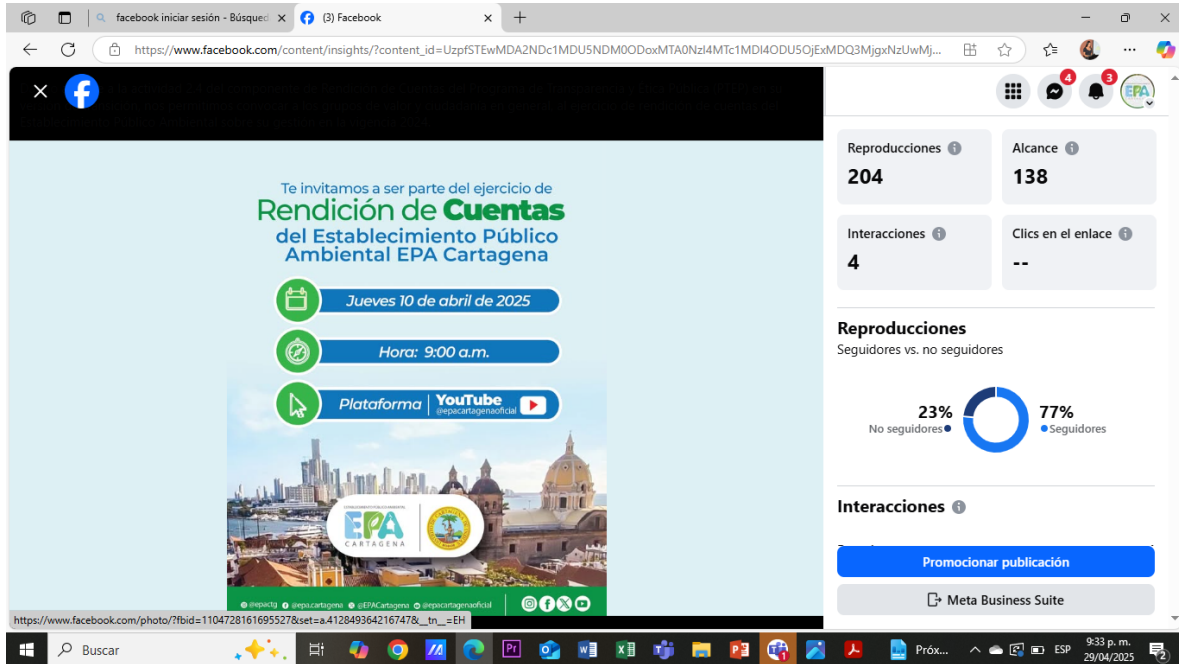 facebook iniciar sesión - Búsqued
(3) Facebook
https://www.facebook.com/content/insights/?content_id=UzpfSTEwMDA2NDc1MDU5NDM0ODoxMTA0NzI4MTc1MDI4ODU5OjExMDQ3MjgxNzUwMj...
4
3
EPA
Te invitamos a ser parte del ejercicio de
Rendición de Cuentas
del Establecimiento Público
Ambiental EPA Cartagena
Jueves 10 de abril de 2025
Hora: 9:00 a.m.
Plataforma | YouTube
@epacartagenaoficial
ESTABLECIMIENTO PÚBLICO AMBIENTAL
EPA
CARTAGENA
@epactg @epa.cartagena @EPACartagena @epacartagenaoficial
https://www.facebook.com/photo/?fbid=1104728161695527&set=a.412849364216747&__tn__=EH
Reproducciones
204
Alcance
138
Interacciones
4
Clics en el enlace
--
Reproducciones
Seguidores vs. no seguidores
23%
No seguidores
77%
Seguidores
Interacciones
Promocionar publicación
Meta Business Suite
Buscar
Próx...
ESP
9:33 p. m.
29/04/2025
2